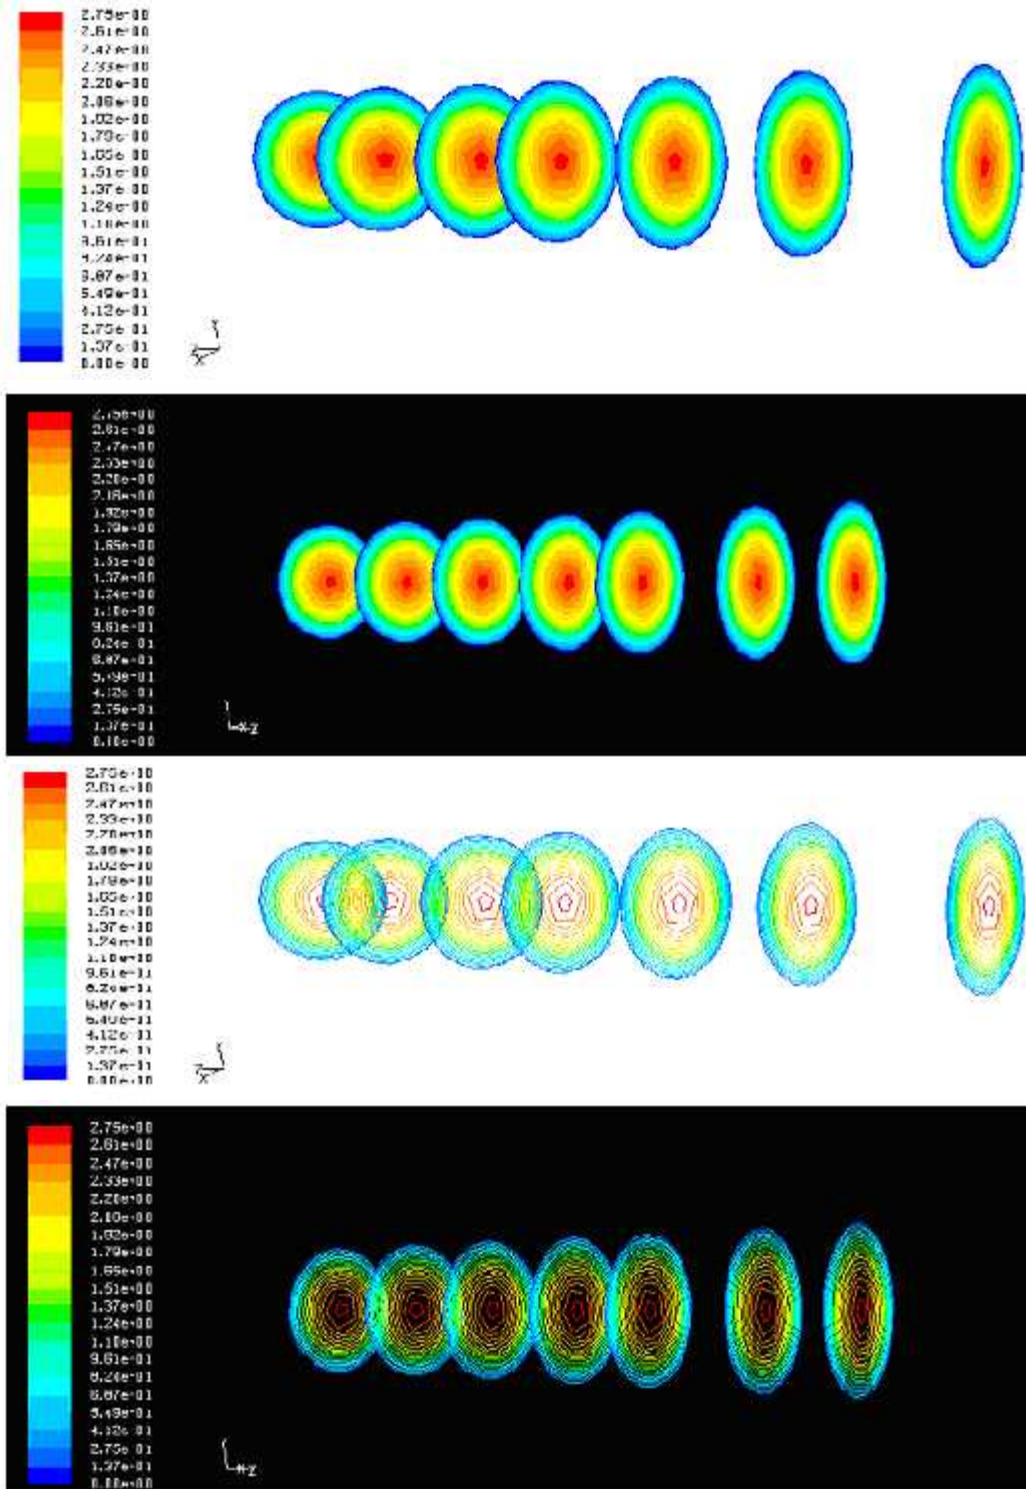 2.75e+00
2.61e+00
2.47e+00
2.33e+00
2.20e+00
2.06e+00
1.92e+00
1.79e+00
1.65e+00
1.51e+00
1.37e+00
1.24e+00
1.10e+00
9.61e-01
8.24e-01
6.87e-01
5.49e-01
4.12e-01
2.75e-01
1.37e-01
0.00e+00
Y
Z
X
2.75e+00
2.61e+00
2.47e+00
2.33e+00
2.20e+00
2.06e+00
1.92e+00
1.79e+00
1.65e+00
1.51e+00
1.37e+00
1.24e+00
1.10e+00
9.61e-01
8.24e-01
6.87e-01
5.49e-01
4.12e-01
2.75e-01
1.37e-01
0.00e+00
X Z
2.75e+00
2.61e+00
2.47e+00
2.33e+00
2.20e+00
2.06e+00
1.92e+00
1.79e+00
1.65e+00
1.51e+00
1.37e+00
1.24e+00
1.10e+00
9.61e-01
8.24e-01
6.87e-01
5.49e-01
4.12e-01
2.75e-01
1.37e-01
0.00e+00
Y
Z
X
2.75e+00
2.61e+00
2.47e+00
2.33e+00
2.20e+00
2.06e+00
1.92e+00
1.79e+00
1.65e+00
1.51e+00
1.37e+00
1.24e+00
1.10e+00
9.61e-01
8.24e-01
6.87e-01
5.49e-01
4.12e-01
2.75e-01
1.37e-01
0.00e+00
X Z